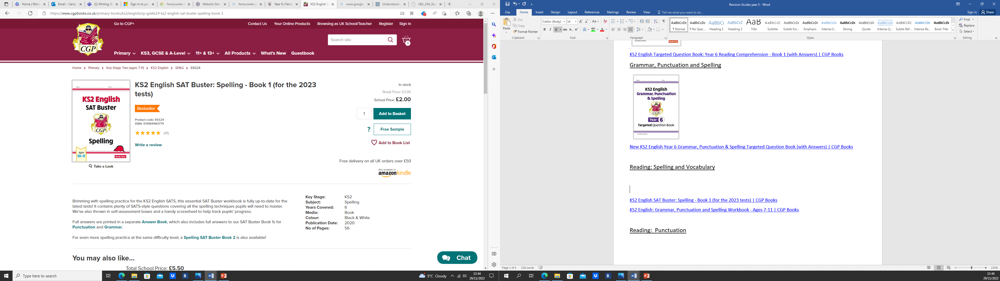 Home | Micro
Email - Carley
(1) Writing (E
Sign in to you
Feniscowles P
Website Stati
feniscowles p
Year 6 | Fenis
KS2 English S
www.google
Understandin
S&S_UM_Geo
https://www.cgpbooks.co.uk/primary-books/ks2/english/sp-g/e6s24-ks2-english-sat-buster-spelling-book-1
Go to CGP+
Contact Us
Your Online Products
Browsing as UK School/Teacher
Register
Sign In
CGP
Search site
0
Primary
KS3, GCSE & A-Level
11+ & 13+
All Products
What's New
Guestbook
Home > Primary > Key Stage Two (ages 7-11) > KS2 English > SP&G > E6S24
KS2 English
SAT Buster
CGP
Spelling
Ages
10-11
Book One
Take a Look
KS2 English SAT Buster: Spelling - Book 1 (for the 2023
tests)
Bestseller
Product code: E6S24
ISBN: 9781841461779
(41)
Write a review
In stock
Retail Price: £3.95
School Price: £2.00
1
Add to Basket
?
Free Sample
Add to Book List
Free delivery on all UK orders over £50
Also available on
amazonkindle
Brimming with spelling practice for the KS2 English SATS, this essential SAT Buster workbook is fully up-to-date for the
latest tests! It contains plenty of SATS-style questions covering all the spelling techniques pupils will need to master.
We've also thrown in self-assessment boxes and a handy scoresheet to help track pupils' progress.
Full answers are printed in a separate Answer Book, which also includes full answers to our SAT Buster Book 1s for
Punctuation and Grammar.
For even more spelling practice at the same difficulty level, a Spelling SAT Buster Book 2 is also available!
Key Stage: KS2
Subject: Spelling
Years Covered: 6
Media: Book
Colour: Black & White
Publication Date: 2020
No of Pages: 56
You may also like...
Total School Price: £5.50
Chat
Type here to search
5°C Cloudy
13:44
29/11/2022
Revision Guides year 5 - Word
File
Home
Insert
Design
Layout
References
Mailings
Review
View
Tell me what you want to do...
Sign in
Share
Paste
Cut
Copy
Format Painter
Clipboard
Calibri (Body)
14
Font
Paragraph
¶ Normal
¶ No Spac...
Heading 1
Heading 2
Title
Subtitle
Subtle Em...
Emphasis
Intense E...
Strong
Quote
Intense Q...
Subtle Ref...
Intense Re...
Book Title
Styles
Find
Replace
Select
Editing
KS2 English Targeted Question Book: Year 6 Reading Comprehension - Book 1 (with Answers) | CGP Books
Grammar, Punctuation and Spelling
KS2 English
Grammar, Punctuation
& Spelling
CGP
Year 6
Targeted Question Book
New KS2 English Year 6 Grammar, Punctuation & Spelling Targeted Question Book (with Answers) | CGP Books
Reading: Spelling and Vocabulary
KS2 English SAT Buster: Spelling - Book 1 (for the 2023 tests) | CGP Books
KS2 English: Grammar, Punctuation and Spelling Workbook - Ages 7-11 | CGP Books
Reading:  Punctuation
Page 1 of 3
158 words
130%
13:44
29/11/2022